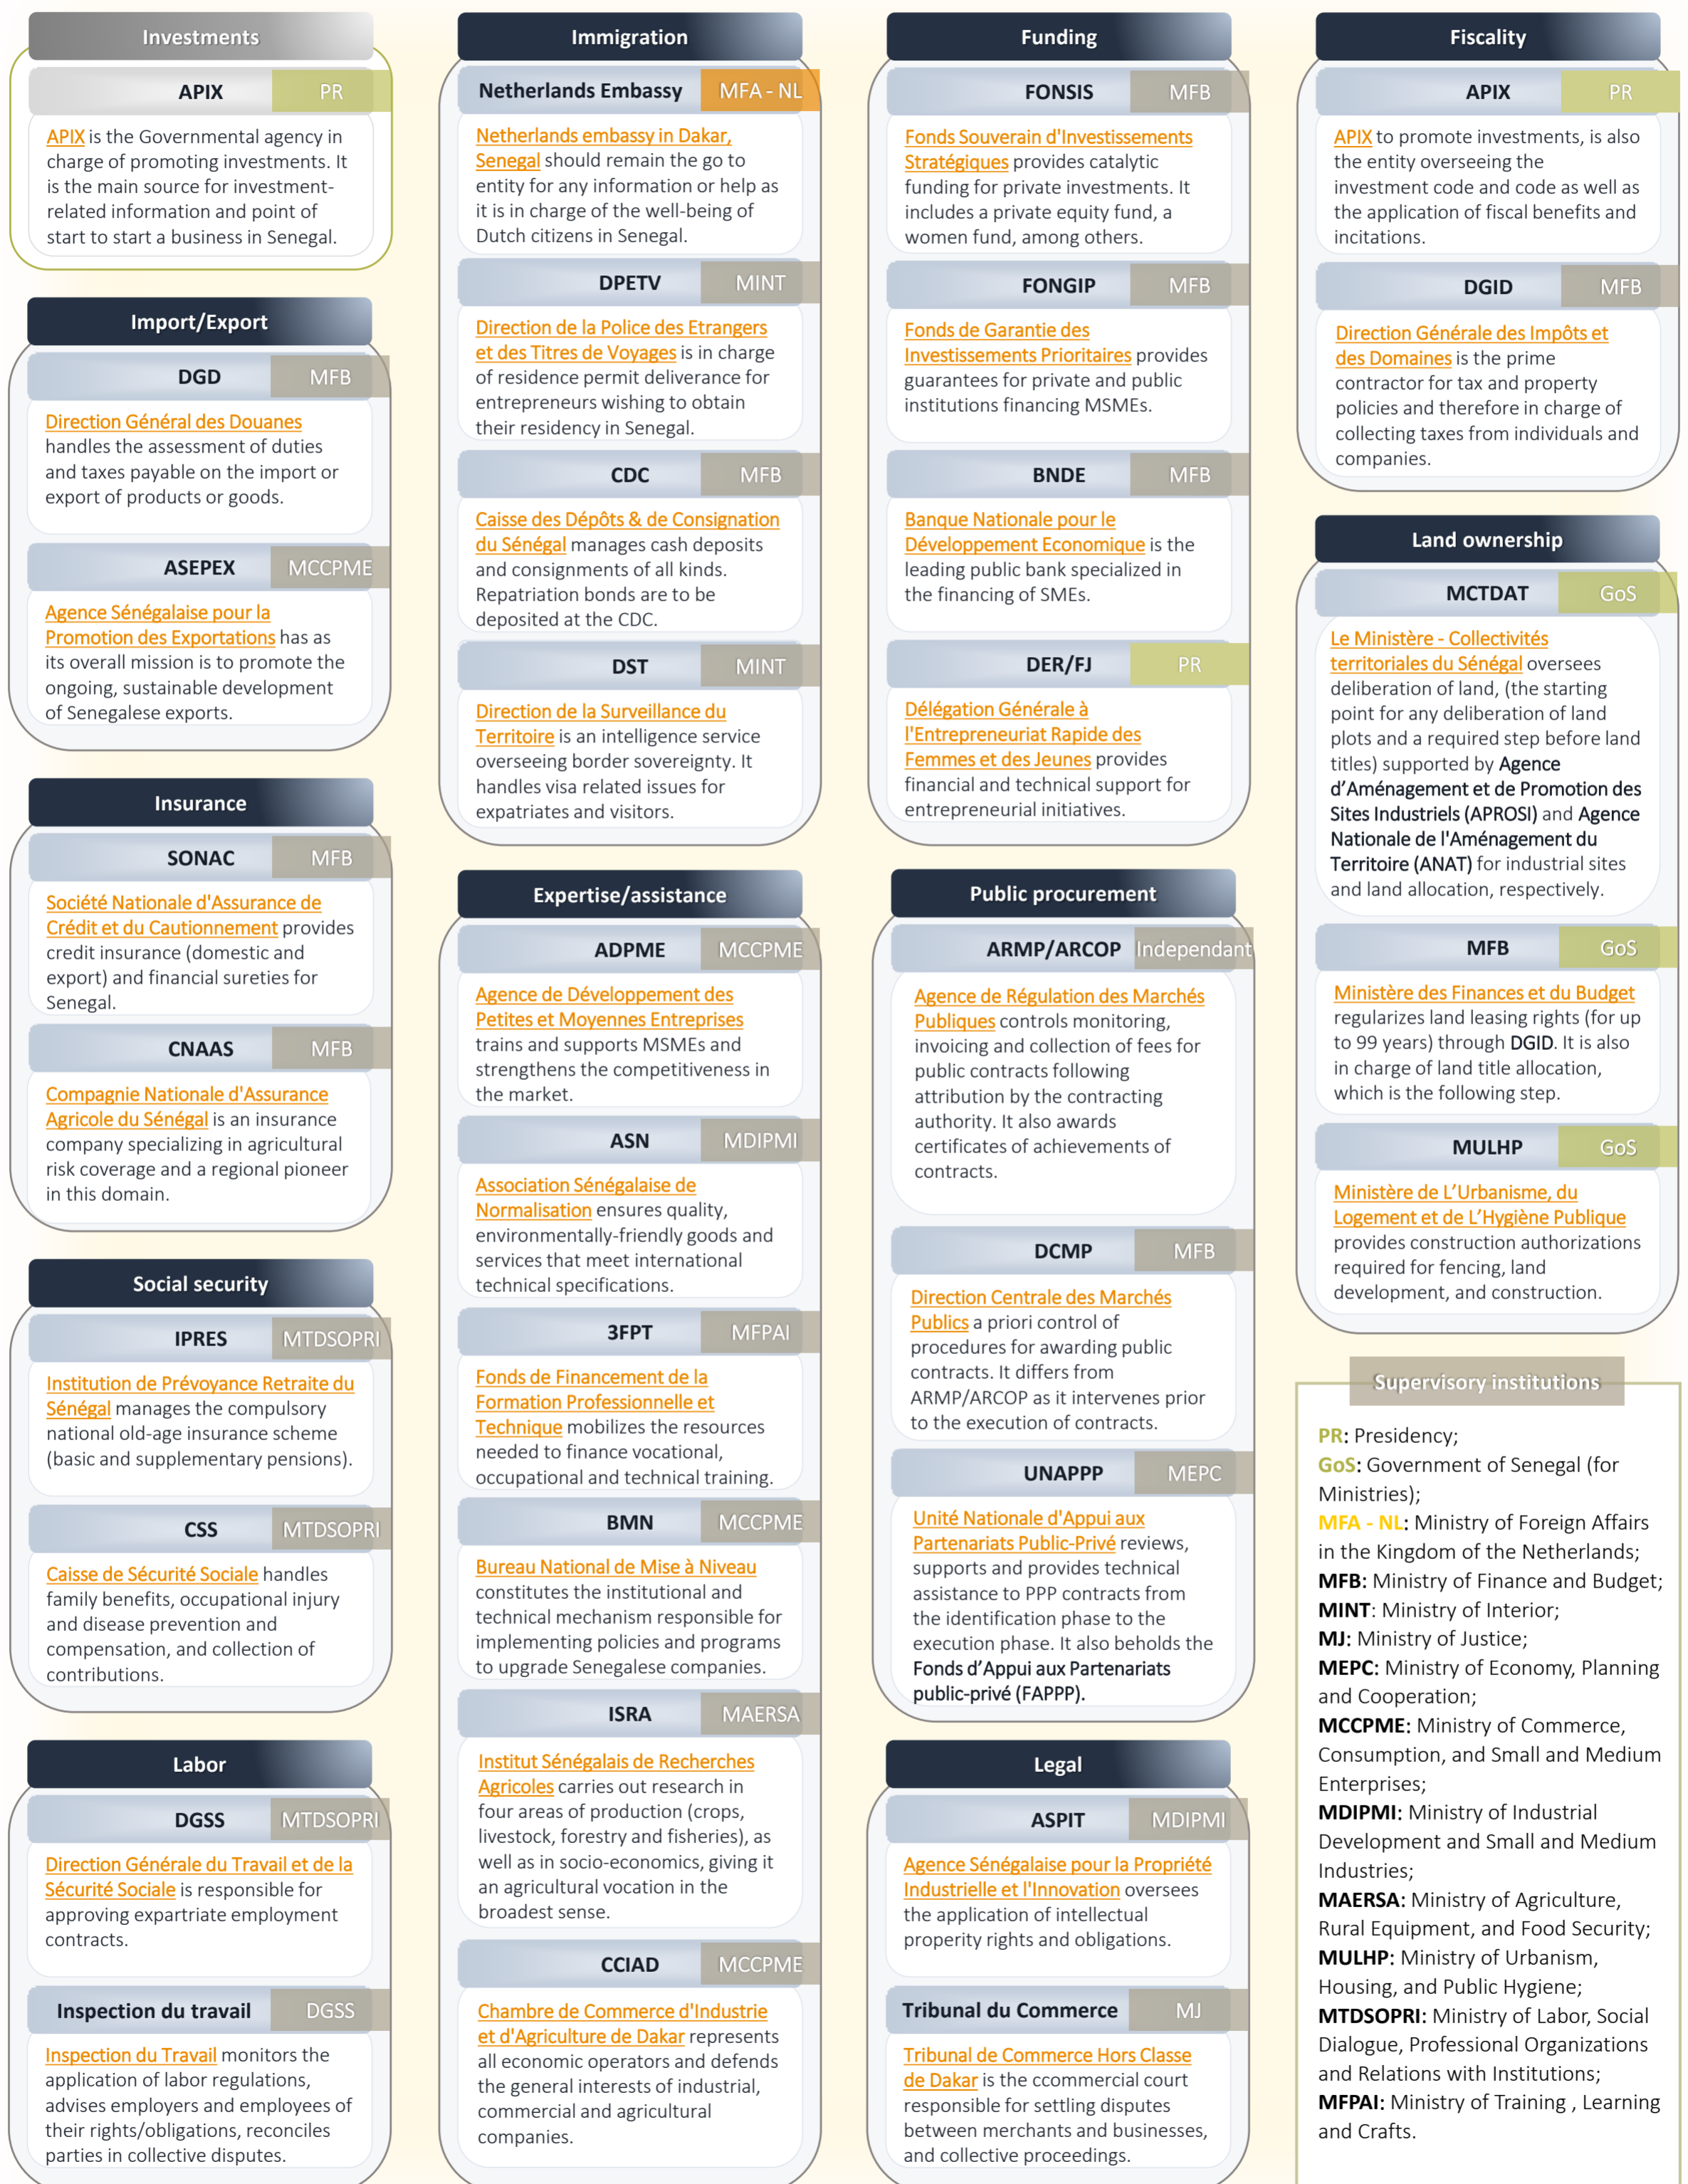 Investments
APIX
PR
APIX is the Governmental agency in
charge of promoting investments. It
is the main source for investment-
related information and point of
start to start a business in Senegal.
Import/Export
DGD
MFB
Direction Général des Douanes
handles the assessment of duties
and taxes payable on the import or
export of products or goods.
ASEPEX
MCCPME
Agence Sénégalaise pour la
Promotion des Exportations has as
its overall mission is to promote the
ongoing, sustainable development
of Senegalese exports.
Insurance
SONAC
MFB
Société Nationale d'Assurance de
Crédit et du Cautionnement provides
credit insurance (domestic and
export) and financial sureties for
Senegal.
CNAAS
MFB
Compagnie Nationale d'Assurance
Agricole du Sénégal is an insurance
company specializing in agricultural
risk coverage and a regional pioneer
in this domain.
Social security
IPRES
MTDSOPRI
Institution de Prévoyance Retraite du
Sénégal manages the compulsory
national old-age insurance scheme
(basic and supplementary pensions).
CSS
MTDSOPRI
Caisse de Sécurité Sociale handles
family benefits, occupational injury
and disease prevention and
compensation, and collection of
contributions.
Labor
DGSS
MTDSOPRI
Direction Générale du Travail et de la
Sécurité Sociale is responsible for
approving expartriate employment
contracts.
Inspection du travail
DGSS
Inspection du Travail monitors the
application of labor regulations,
advises employers and employees of
their rights/obligations, reconciles
parties in collective disputes.
Immigration
Netherlands Embassy
MFA - NL
Netherlands embassy in Dakar,
Senegal should remain the go to
entity for any information or help as
it is in charge of the well-being of
Dutch citizens in Senegal.
DPETV
MINT
Direction de la Police des Etrangers
et des Titres de Voyages is in charge
of residence permit deliverance for
entrepreneurs wishing to obtain
their residency in Senegal.
CDC
MFB
Caisse des Dépôts & de Consignation
du Sénégal manages cash deposits
and consignments of all kinds.
Repatriation bonds are to be
deposited at the CDC.
DST
MINT
Direction de la Surveillance du
Territoire is an intelligence service
overseeing border sovereignty. It
handles visa related issues for
expatriates and visitors.
Expertise/assistance
ADPME
MCCPME
Agence de Développement des
Petites et Moyennes Entreprises
trains and supports MSMEs and
strengthens the competitiveness in
the market.
ASN
MDIPMI
Association Sénégalaise de
Normalisation ensures quality,
environmentally-friendly goods and
services that meet international
technical specifications.
3FPT
MFPAI
Fonds de Financement de la
Formation Professionnelle et
Technique mobilizes the resources
needed to finance vocational,
occupational and technical training.
BMN
MCCPME
Bureau National de Mise à Niveau
constitutes the institutional and
technical mechanism responsible for
implementing policies and programs
to upgrade Senegalese companies.
ISRA
MAERSA
Institut Sénégalais de Recherches
Agricoles carries out research in
four areas of production (crops,
livestock, forestry and fisheries), as
well as in socio-economics, giving it
an agricultural vocation in the
broadest sense.
CCIAD
MCCPME
Chambre de Commerce d'Industrie
et d'Agriculture de Dakar represents
all economic operators and defends
the general interests of industrial,
commercial and agricultural
companies.
Funding
FONSIS
MFB
Fonds Souverain d'Investissements
Stratégiques provides catalytic
funding for private investments. It
includes a private equity fund, a
women fund, among others.
FONGIP
MFB
Fonds de Garantie des
Investissements Prioritaires provides
guarantees for private and public
institutions financing MSMEs.
BNDE
MFB
Banque Nationale pour le
Développement Economique is the
leading public bank specialized in
the financing of SMEs.
DER/FJ
PR
Délégation Générale à
l'Entrepreneuriat Rapide des
Femmes et des Jeunes provides
financial and technical support for
entrepreneurial initiatives.
Public procurement
ARMP/ARCOP
Independant
Agence de Régulation des Marchés
Publiques controls monitoring,
invoicing and collection of fees for
public contracts following
attribution by the contracting
authority. It also awards
certificates of achievements of
contracts.
DCMP
MFB
Direction Centrale des Marchés
Publics a priori control of
procedures for awarding public
contracts. It differs from
ARMP/ARCOP as it intervenes prior
to the execution of contracts.
UNAPPP
MEPC
Unité Nationale d'Appui aux
Partenariats Public-Privé reviews,
supports and provides technical
assistance to PPP contracts from
the identification phase to the
execution phase. It also beholds the
Fonds d’Appui aux Partenariats
public-privé (FAPPP).
Legal
ASPIT
MDIPMI
Agence Sénégalaise pour la Propriété
Industrielle et l'Innovation oversees
the application of intellectual
properity rights and obligations.
Tribunal du Commerce
MJ
Tribunal de Commerce Hors Classe
de Dakar is the ccommercial court
responsible for settling disputes
between merchants and businesses,
and collective proceedings.
Fiscality
APIX
PR
APIX to promote investments, is also
the entity overseeing the
investment code and code as well as
the application of fiscal benefits and
incitations.
DGID
MFB
Direction Générale des Impôts et
des Domaines is the prime
contractor for tax and property
policies and therefore in charge of
collecting taxes from individuals and
companies.
Land ownership
MCTDAT
GoS
Le Ministère - Collectivités
territoriales du Sénégal oversees
deliberation of land, (the starting
point for any deliberation of land
plots and a required step before land
titles) supported by Agence
d’Aménagement et de Promotion des
Sites Industriels (APROSI) and Agence
Nationale de l'Aménagement du
Territoire (ANAT) for industrial sites
and land allocation, respectively.
MFB
GoS
Ministère des Finances et du Budget
regularizes land leasing rights (for up
to 99 years) through DGID. It is also
in charge of land title allocation,
which is the following step.
MULHP
GoS
Ministère de L’Urbanisme, du
Logement et de L’Hygiène Publique
provides construction authorizations
required for fencing, land
development, and construction.
Supervisory institutions
PR: Presidency;
GoS: Government of Senegal (for
Ministries);
MFA - NL: Ministry of Foreign Affairs
in the Kingdom of the Netherlands;
MFB: Ministry of Finance and Budget;
MINT: Ministry of Interior;
MJ: Ministry of Justice;
MEPC: Ministry of Economy, Planning
and Cooperation;
MCCPME: Ministry of Commerce,
Consumption, and Small and Medium
Enterprises;
MDIPMI: Ministry of Industrial
Development and Small and Medium
Industries;
MAERSA: Ministry of Agriculture,
Rural Equipment, and Food Security;
MULHP: Ministry of Urbanism,
Housing, and Public Hygiene;
MTDSOPRI: Ministry of Labor, Social
Dialogue, Professional Organizations
and Relations with Institutions;
MFPAI: Ministry of Training , Learning
and Crafts.